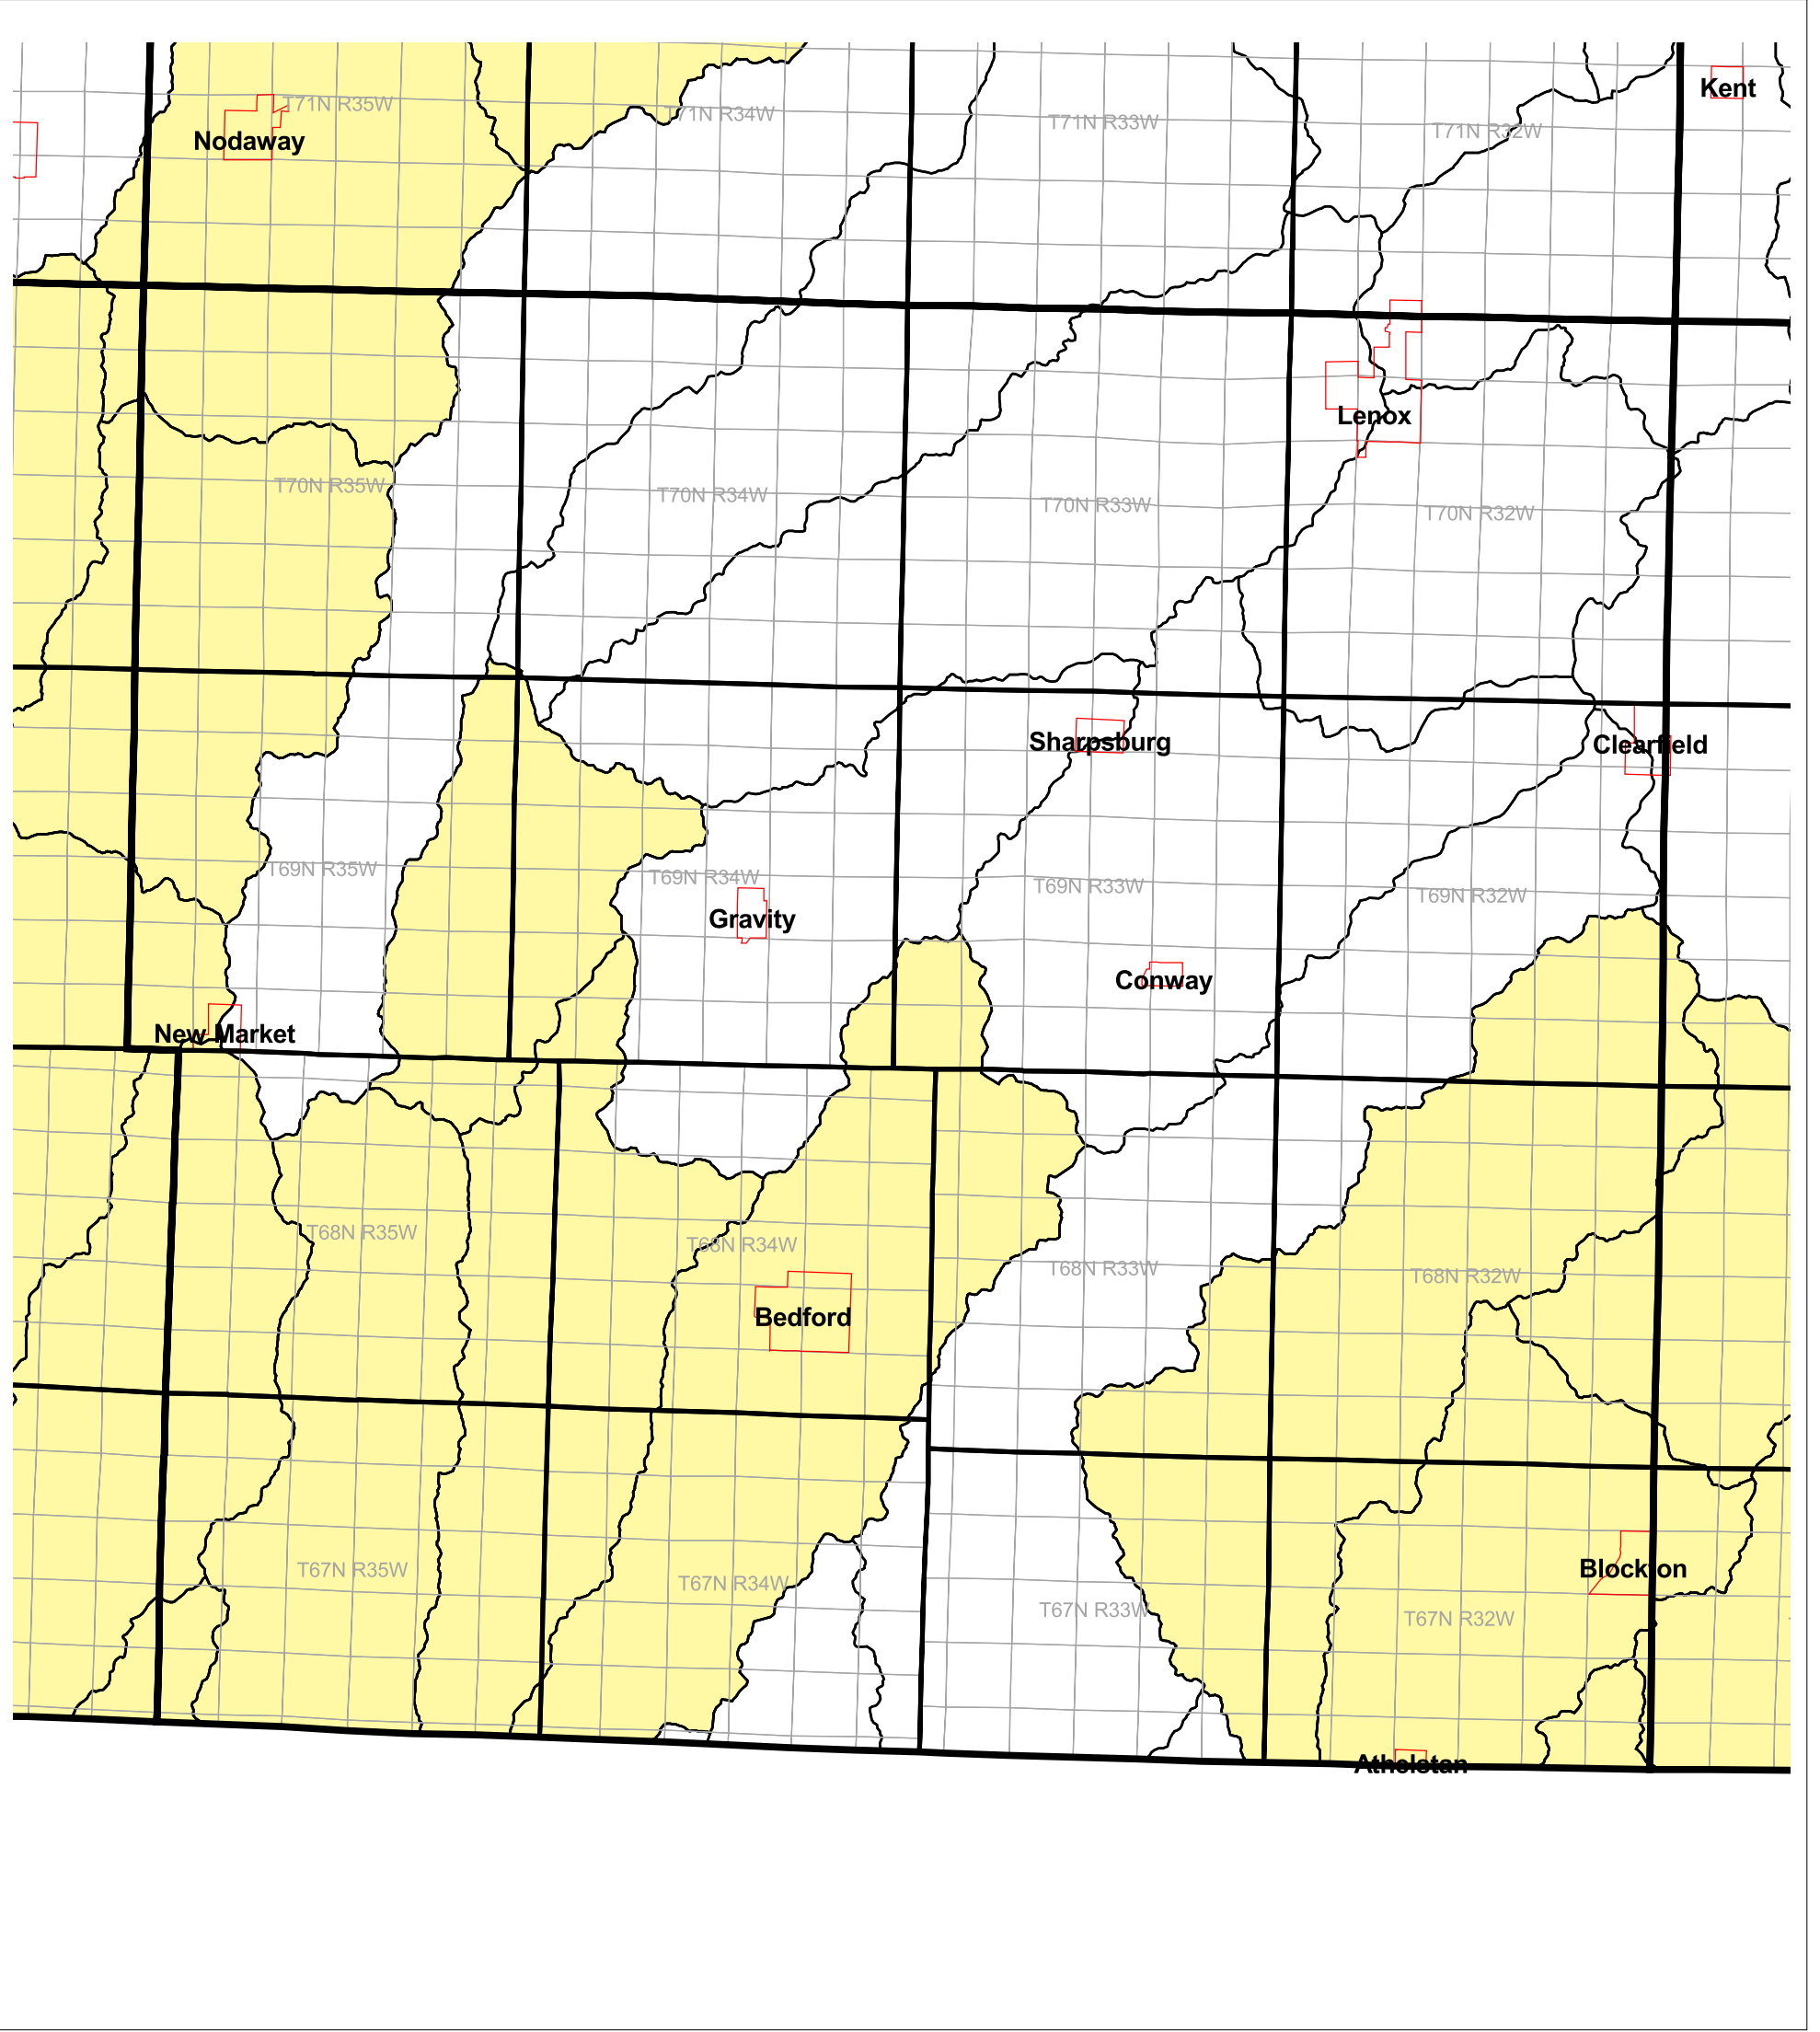 Kent
T71N R35W
T71N R34W
T71N R33W
T71N R32W
Nodaway
Lenox
T70N R35W
T70N R34W
T70N R33W
T70N R32W
Sharpsburg
Clearfield
T69N R35W
T69N R34W
T69N R33W
T69N R32W
Gravity
Conway
New Market
T68N R35W
T68N R34W
T68N R33W
T68N R32W
Bedford
T67N R35W
T67N R34W
T67N R33W
T67N R32W
Blockton
Athelstan